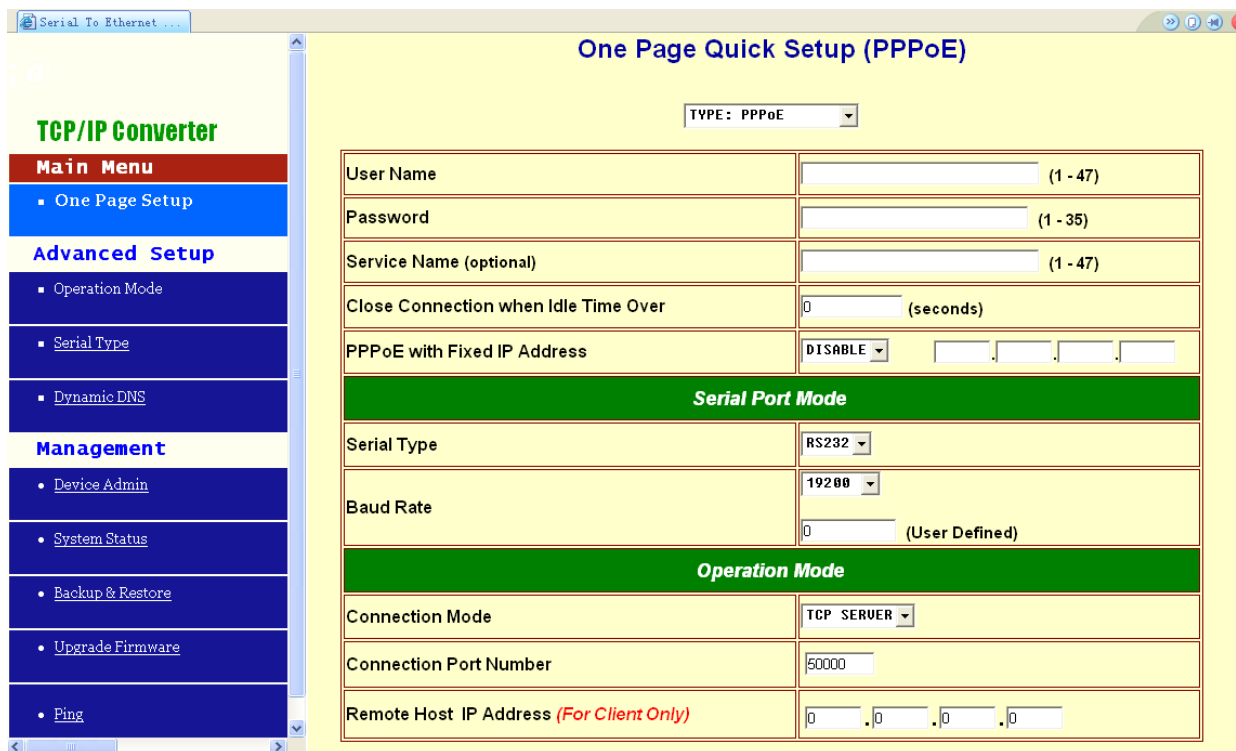 Serial To Ethernet ...
TCP/IP Converter
Main Menu
One Page Setup
Advanced Setup
Operation Mode
Serial Type
Dynamic DNS
Management
Device Admin
System Status
Backup & Restore
Upgrade Firmware
Ping
One Page Quick Setup (PPPoE)
TYPE: PPPoE
User Name (1 - 47)
Password (1 - 35)
Service Name (optional) (1 - 47)
Close Connection when Idle Time Over 0 (seconds)
PPPoE with Fixed IP Address DISABLE . . .
Serial Port Mode
Serial Type RS232
Baud Rate 19200
0 (User Defined)
Operation Mode
Connection Mode TCP SERVER
Connection Port Number 50000
Remote Host IP Address (For Client Only) 0 . 0 . 0 . 0